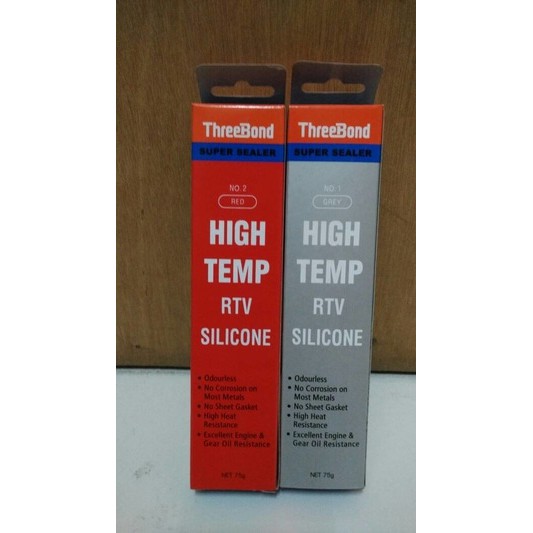 ThreeBond
SUPER SEALER
NO. 2
RED
HIGH
TEMP
RTV
SILICONE
• Odourless
• No Corrosion on
Most Metals
• No Sheet Gasket
• High Heat
Resistance
• Excellent Engine &
Gear Oil Resistance
NET 75g
ThreeBond
SUPER SEALER
NO. 1
GREY
HIGH
TEMP
RTV
SILICONE
• Odourless
• No Corrosion on
Most Metals
• No Sheet Gasket
• High Heat
Resistance
• Excellent Engine &
Gear Oil Resistance
NET 75g